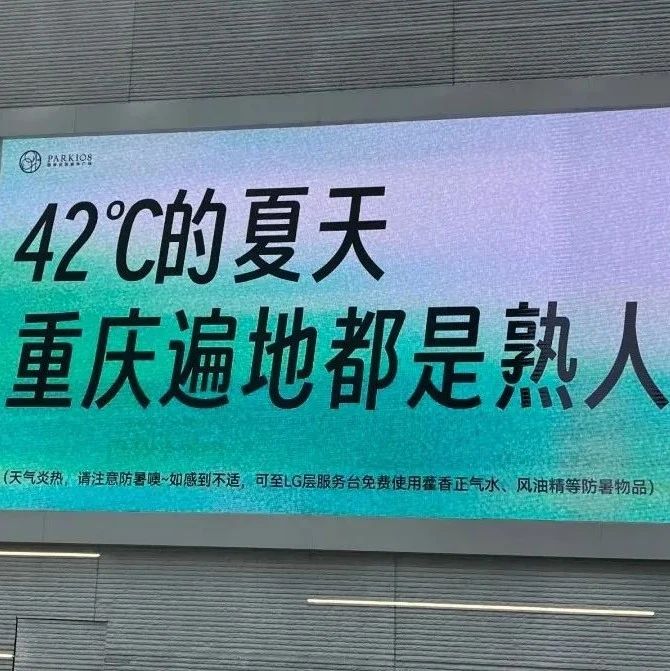 PARK108
42℃的夏天
重庆遍地都是熟人
（天气炎热，请注意防暑噢~如感到不适，可至LG层服务台免费使用藿香正气水、风油精等防暑物品）